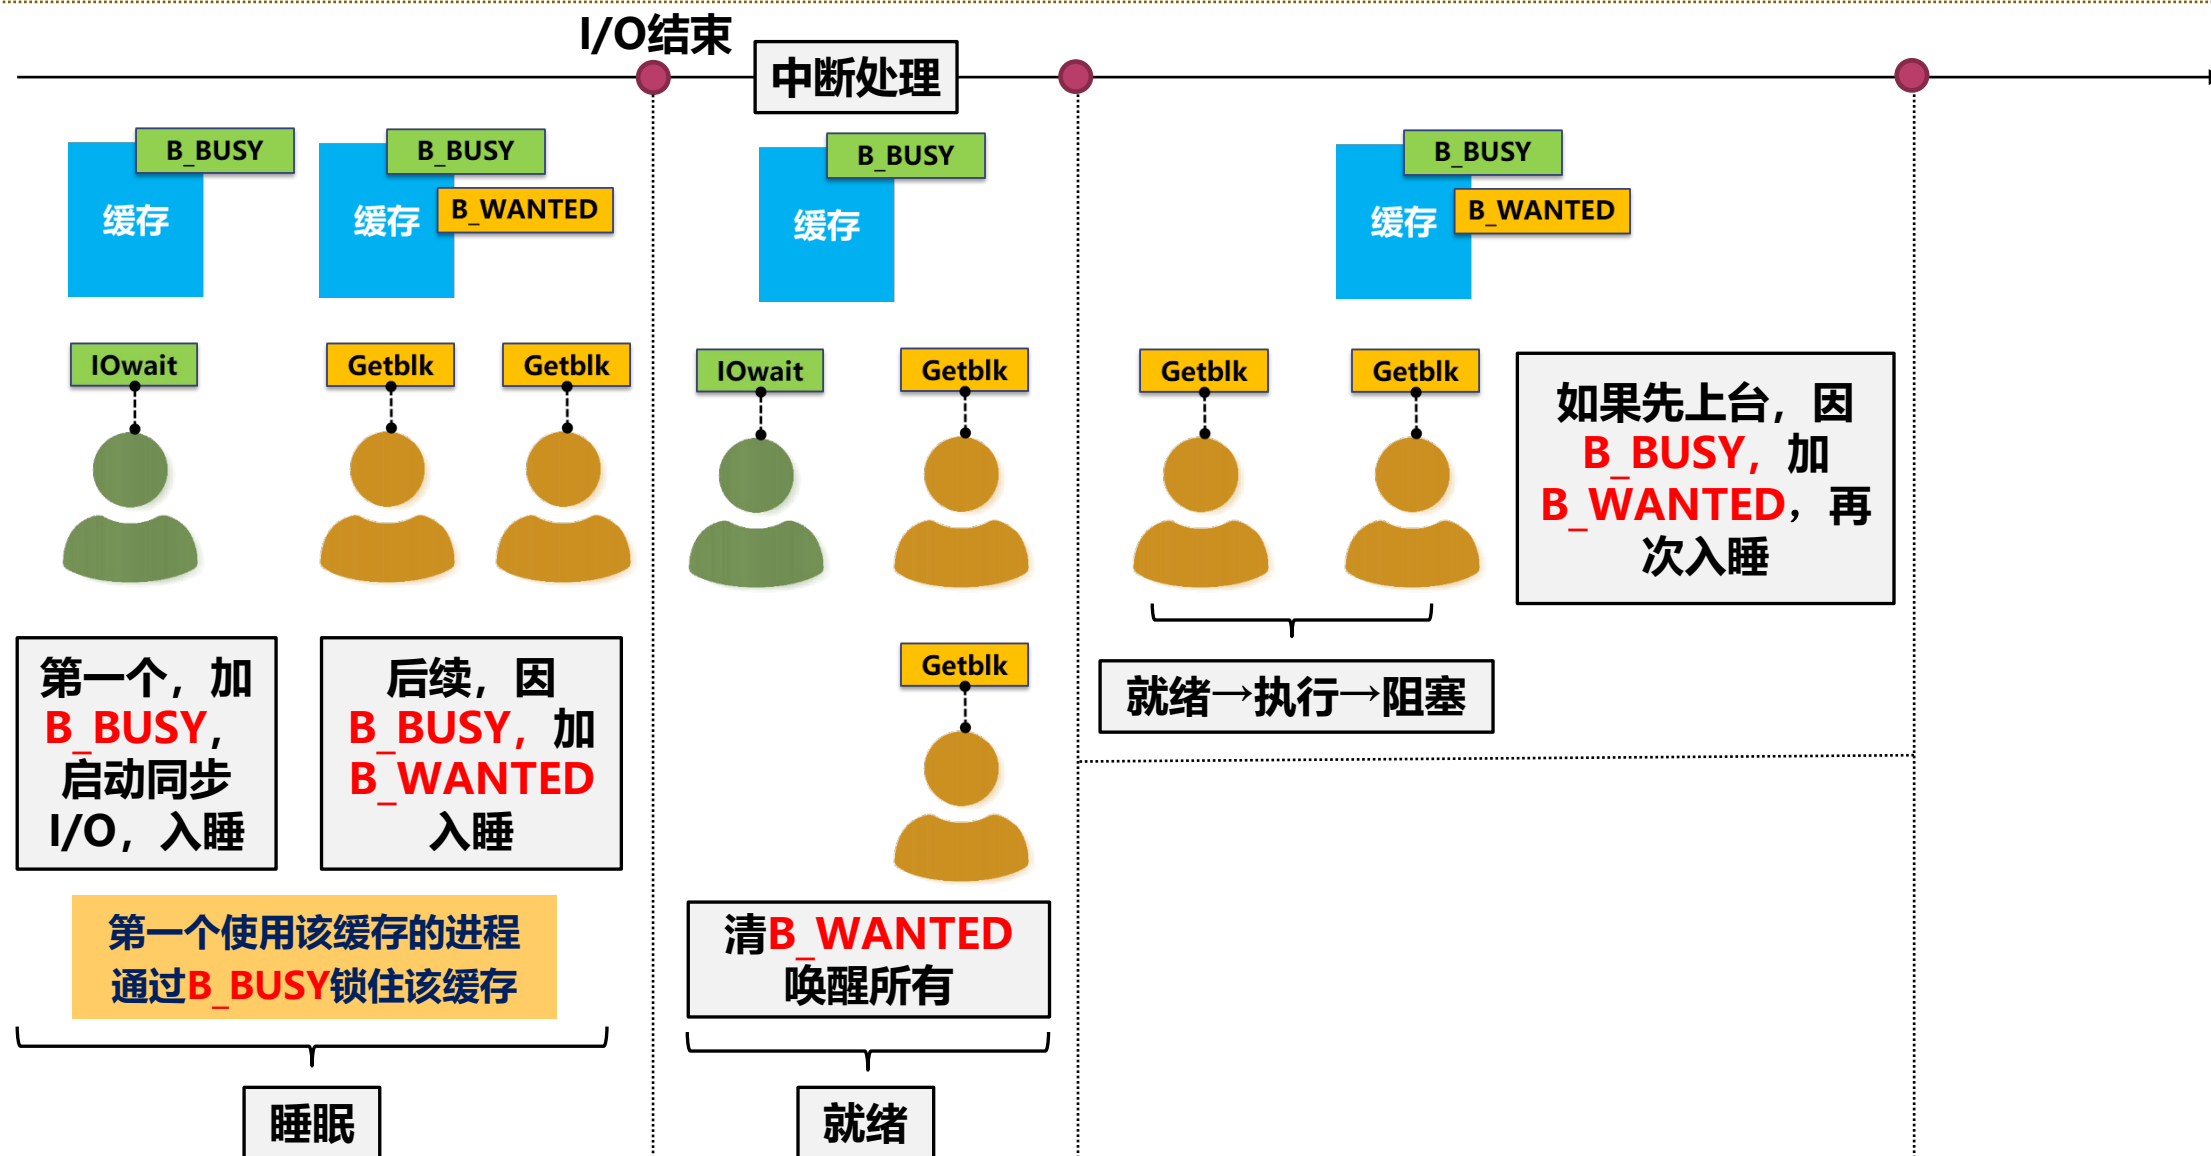 I/O结束
中断处理
B_BUSY
缓存
B_BUSY
B_WANTED
缓存
IOwait
Getblk
Getblk
第一个，加
B_BUSY，
启动同步
I/O，入睡
后续，因
B_BUSY，加
B_WANTED
入睡
第一个使用该缓存的进程
通过B_BUSY锁住该缓存
睡眠
B_BUSY
缓存
IOwait
Getblk
Getblk
清B_WANTED
唤醒所有
就绪
B_BUSY
B_WANTED
缓存
Getblk
Getblk
就绪→执行→阻塞
如果先上台，因
B_BUSY，加
B_WANTED，再
次入睡